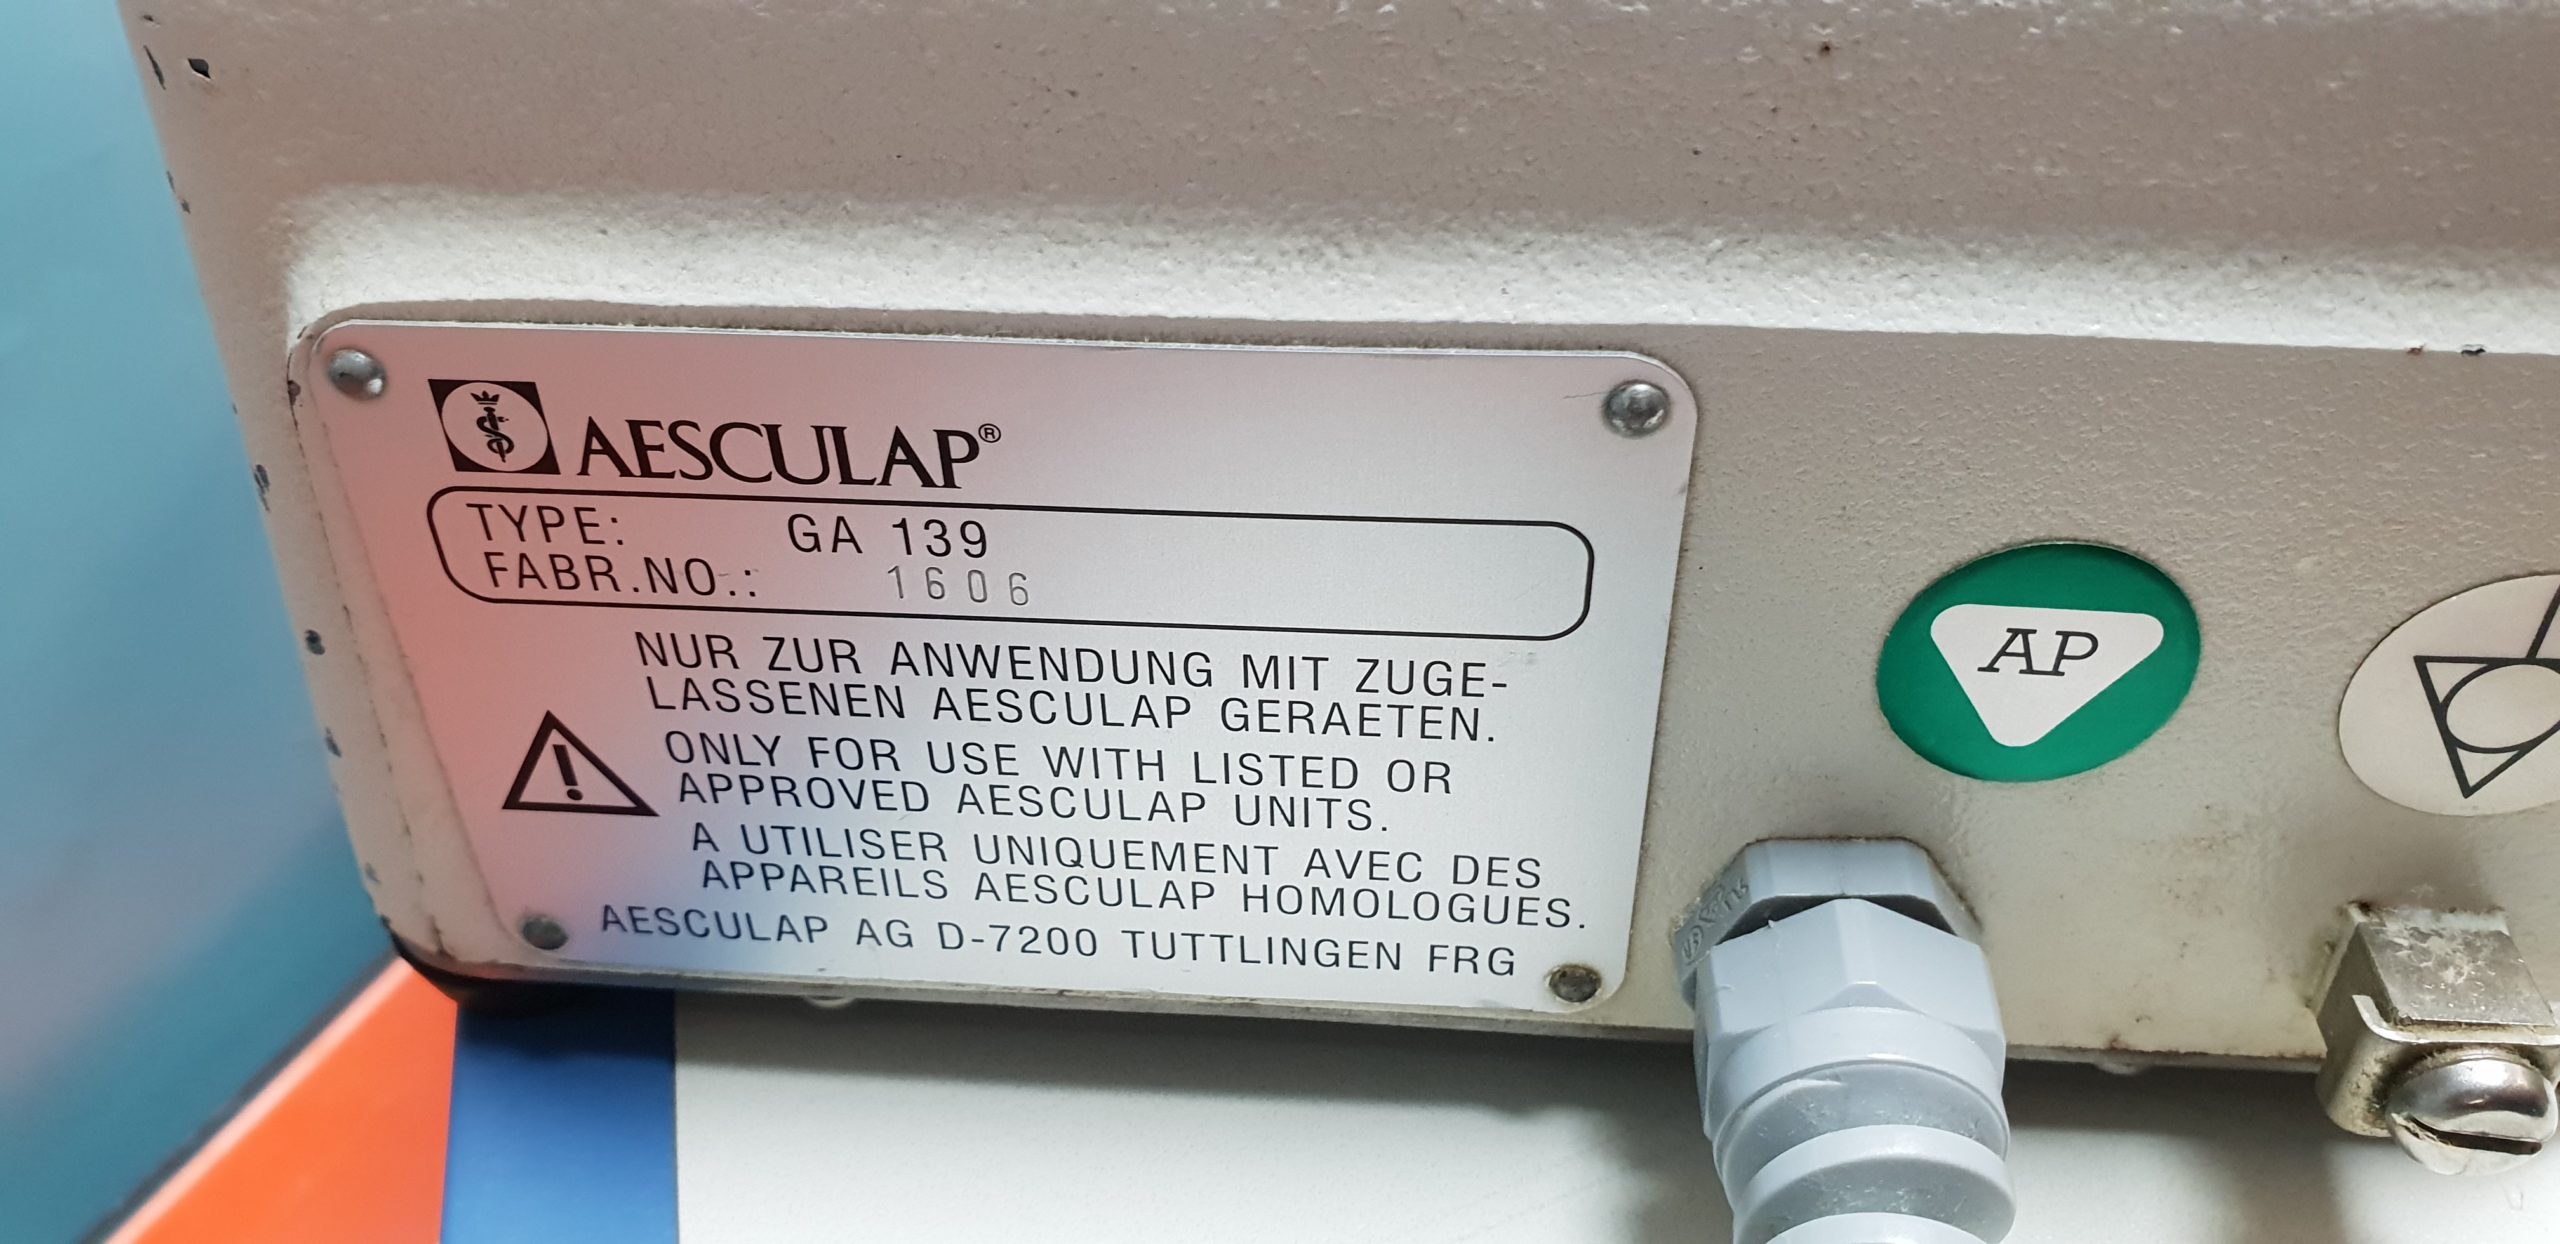 AESCULAP®
TYPE: GA 139
FABR.NO.: 1606
NUR ZUR ANWENDUNG MIT ZUGE-
LASSENEN AESCULAP GERAETEN.
ONLY FOR USE WITH LISTED OR
APPROVED AESCULAP UNITS.
A UTILISER UNIQUEMENT AVEC DES
APPAREILS AESCULAP HOMOLOGUES.
AESCULAP AG D-7200 TUTTLINGEN FRG
AP